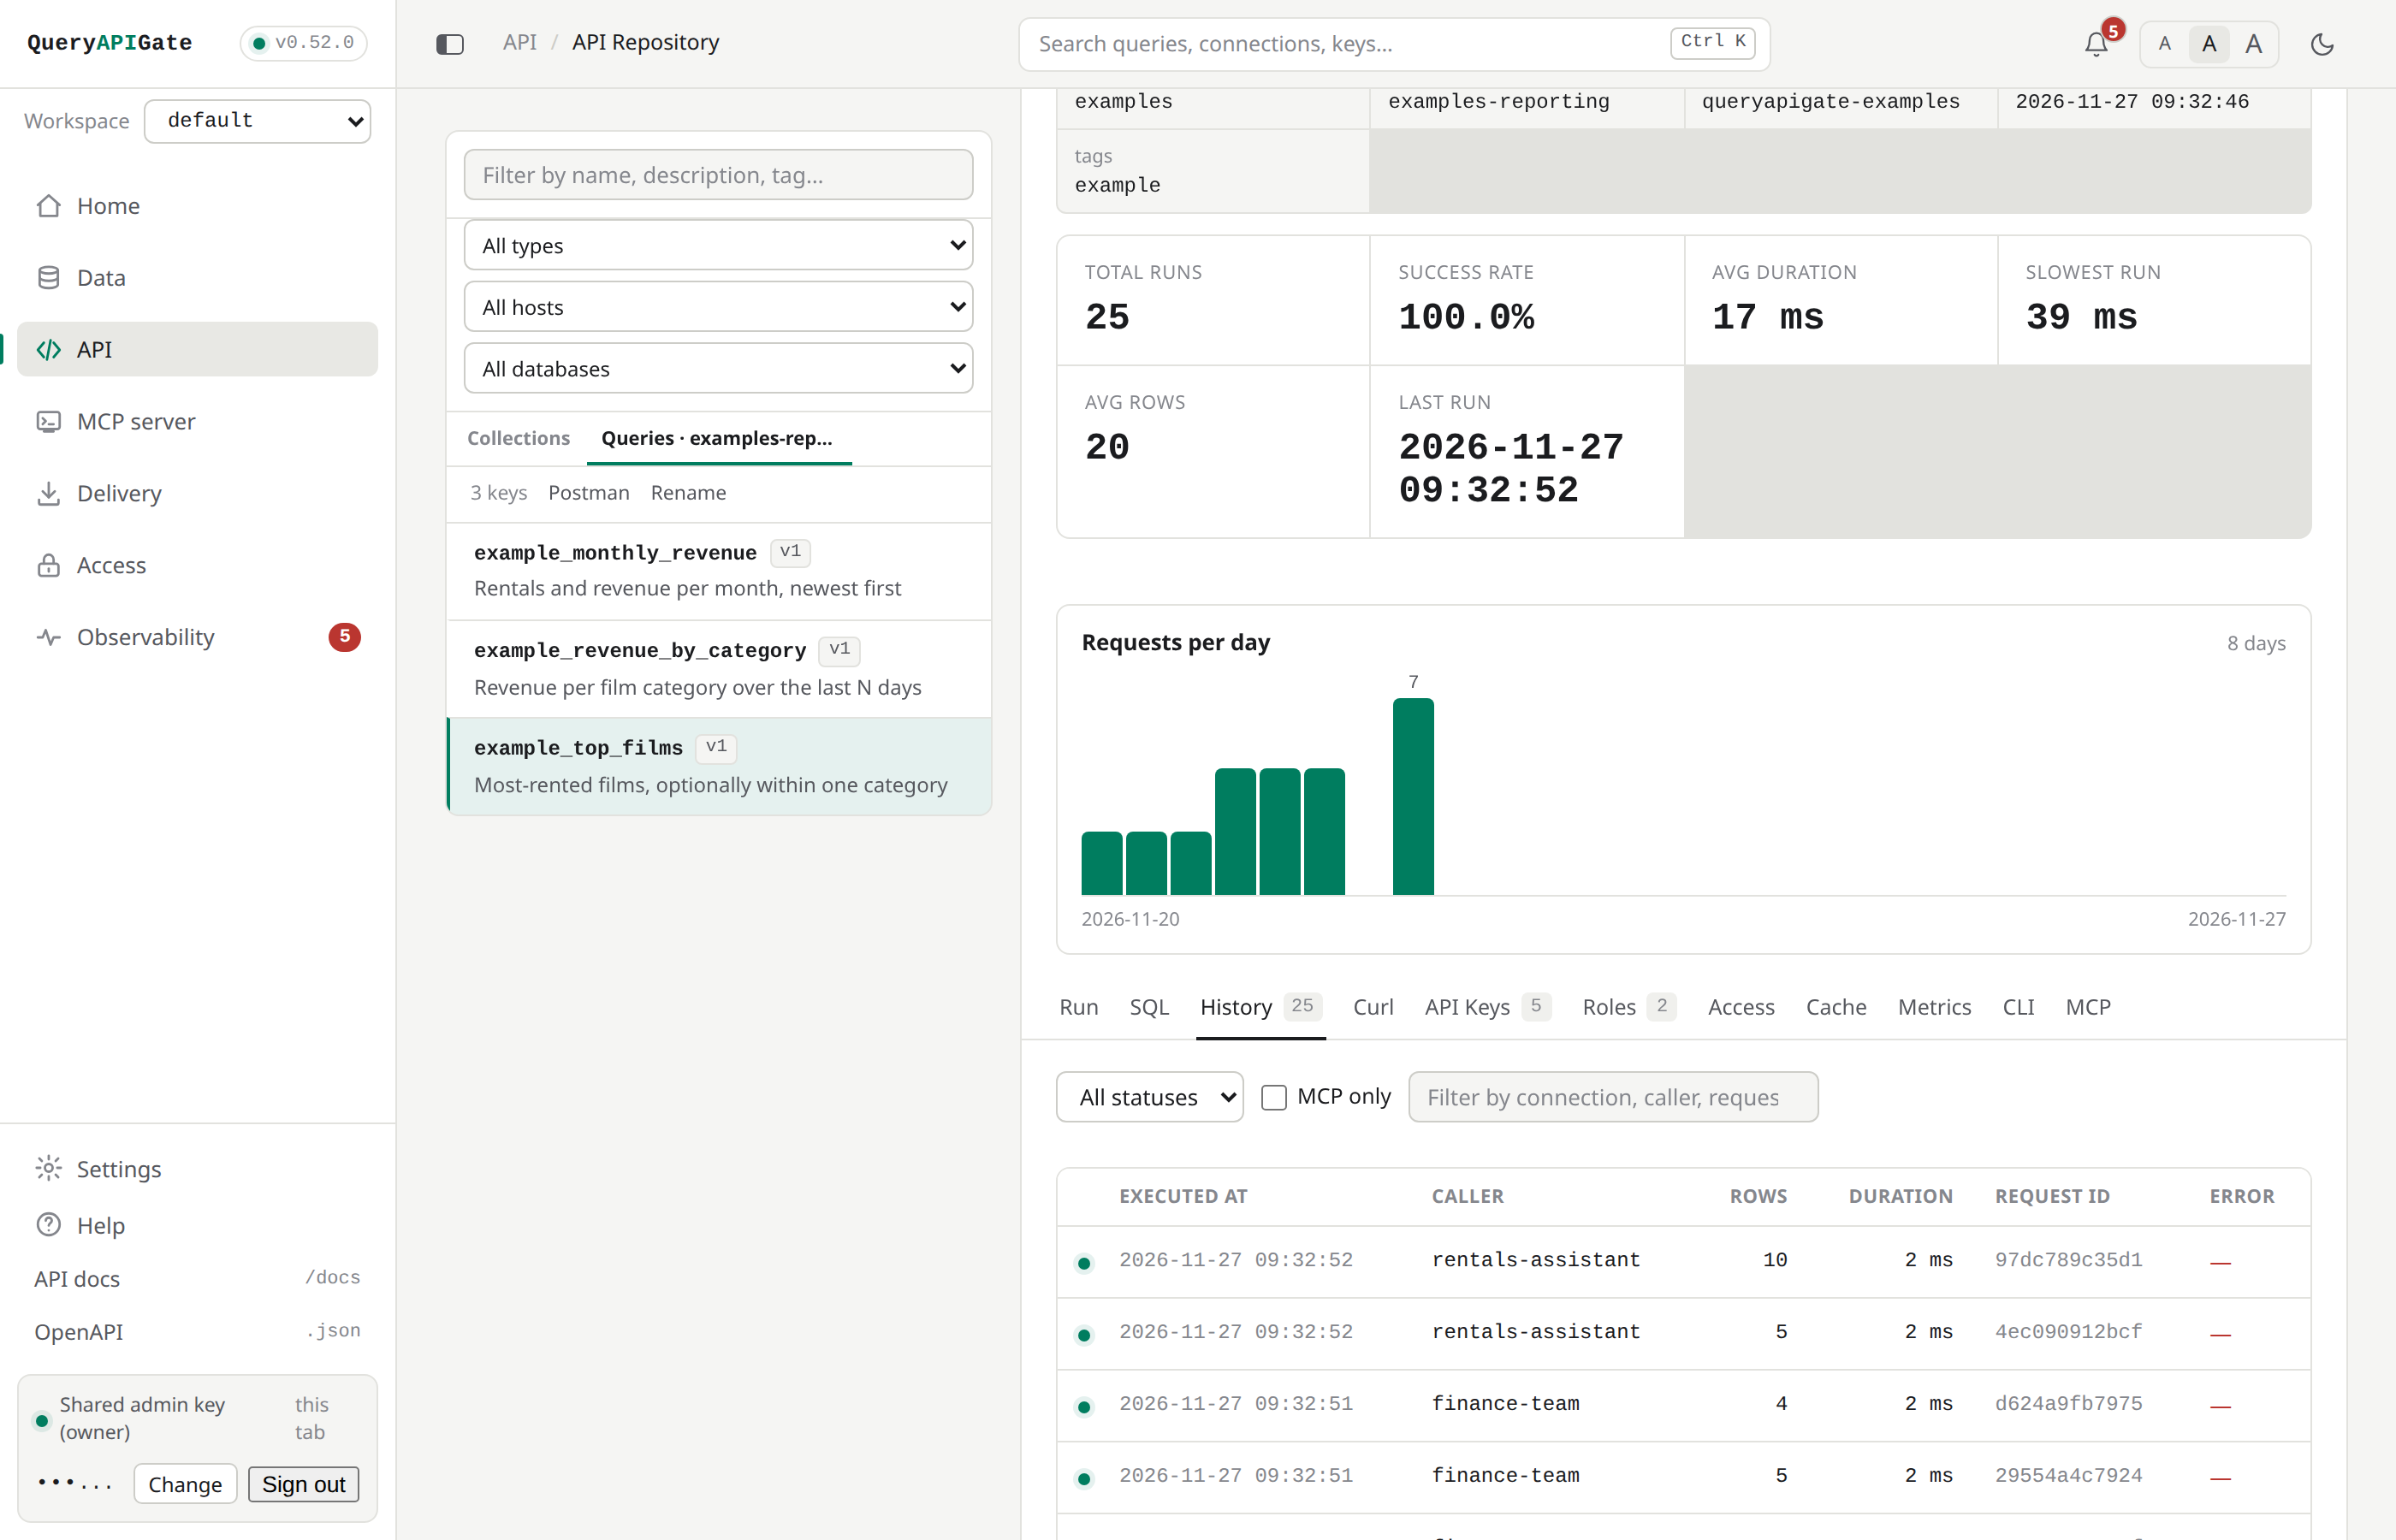 QueryAPIGate
v0.52.0
API / API Repository
Search queries, connections, keys...
Ctrl K
5
A A A
Workspace
default
Home
Data
API
MCP server
Delivery
Access
Observability 5
Settings
Help
API docs /docs
OpenAPI .json
Shared admin key (owner)
this tab
•••...
Change
Sign out
Filter by name, description, tag...
All types
All hosts
All databases
Collections
Queries · examples-rep...
3 keys Postman Rename
example_monthly_revenue v1
Rentals and revenue per month, newest first
example_revenue_by_category v1
Revenue per film category over the last N days
example_top_films v1
Most-rented films, optionally within one category
examples examples-reporting queryapigate-examples 2026-11-27 09:32:46
tags
example
TOTAL RUNS SUCCESS RATE AVG DURATION SLOWEST RUN
25 100.0% 17 ms 39 ms
AVG ROWS LAST RUN
20 2026-11-27
09:32:52
Requests per day 8 days
7
2026-11-20 2026-11-27
Run SQL History 25 Curl API Keys 5 Roles 2 Access Cache Metrics CLI MCP
All statuses MCP only Filter by connection, caller, reques
EXECUTED AT CALLER ROWS DURATION REQUEST ID ERROR
2026-11-27 09:32:52 rentals-assistant 10 2 ms 97dc789c35d1 —
2026-11-27 09:32:52 rentals-assistant 5 2 ms 4ec090912bcf —
2026-11-27 09:32:51 finance-team 4 2 ms d624a9fb7975 —
2026-11-27 09:32:51 finance-team 5 2 ms 29554a4c7924 —